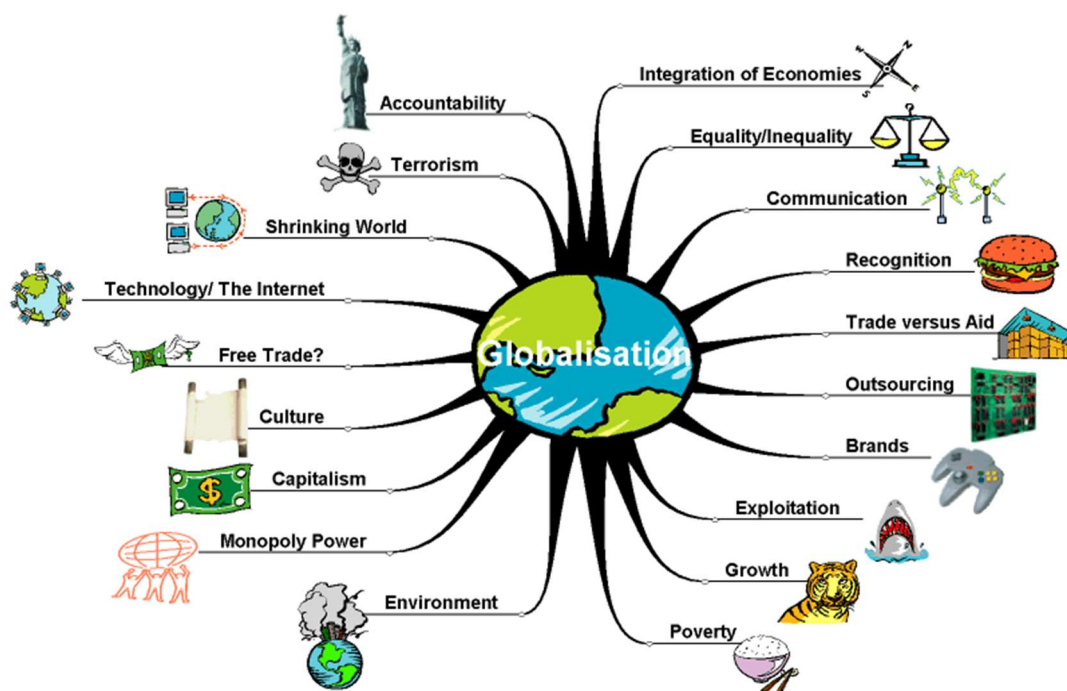 Globalisation
Integration of Economies
Equality/Inequality
Communication
Recognition
Trade versus Aid
Outsourcing
Brands
Exploitation
Growth
Poverty
Environment
Monopoly Power
Capitalism
Culture
Free Trade?
Technology/ The Internet
Shrinking World
Terrorism
Accountability
N
E
S
W
$